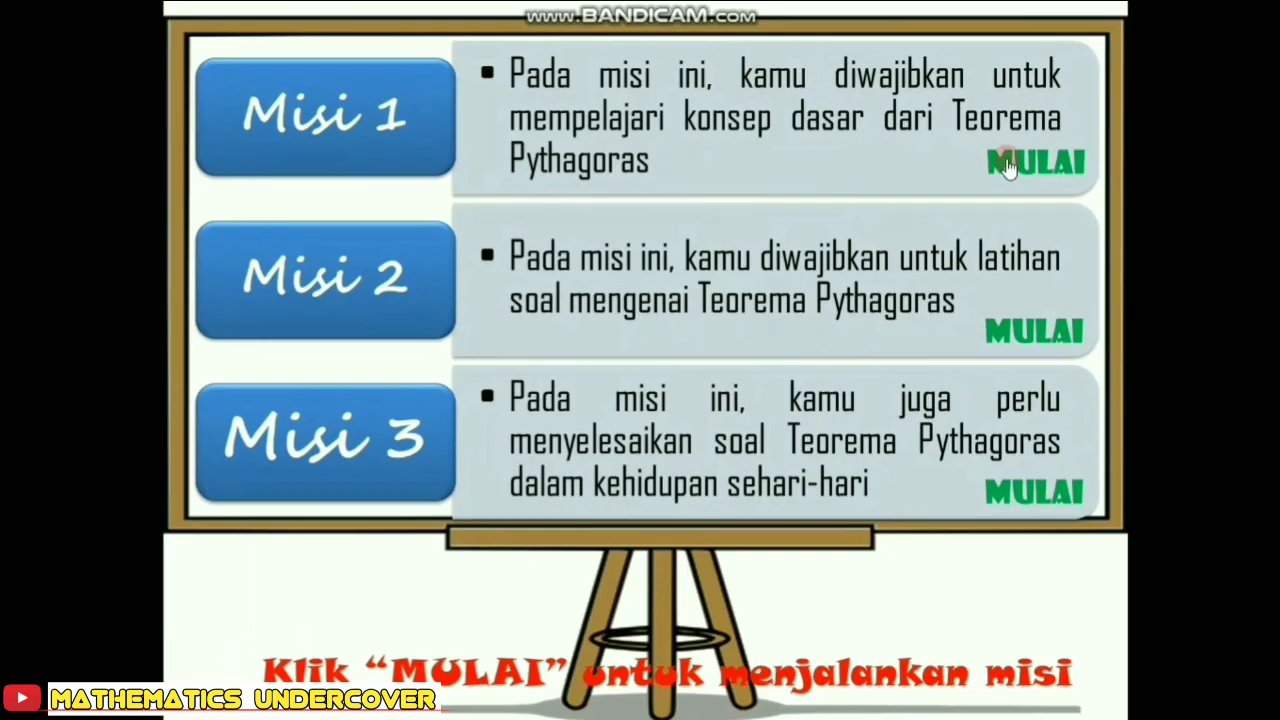 www.BANDICAM.com
Misi 1
▪ Pada misi ini, kamu diwajibkan untuk
mempelajari konsep dasar dari Teorema
Pythagoras
MULAI
Misi 2
▪ Pada misi ini, kamu diwajibkan untuk latihan
soal mengenai Teorema Pythagoras
MULAI
Misi 3
▪ Pada misi ini, kamu juga perlu
menyelesaikan soal Teorema Pythagoras
dalam kehidupan sehari-hari
MULAI
Klik “MULAI” untuk menjalankan misi
MATHEMATICS UNDERCOVER